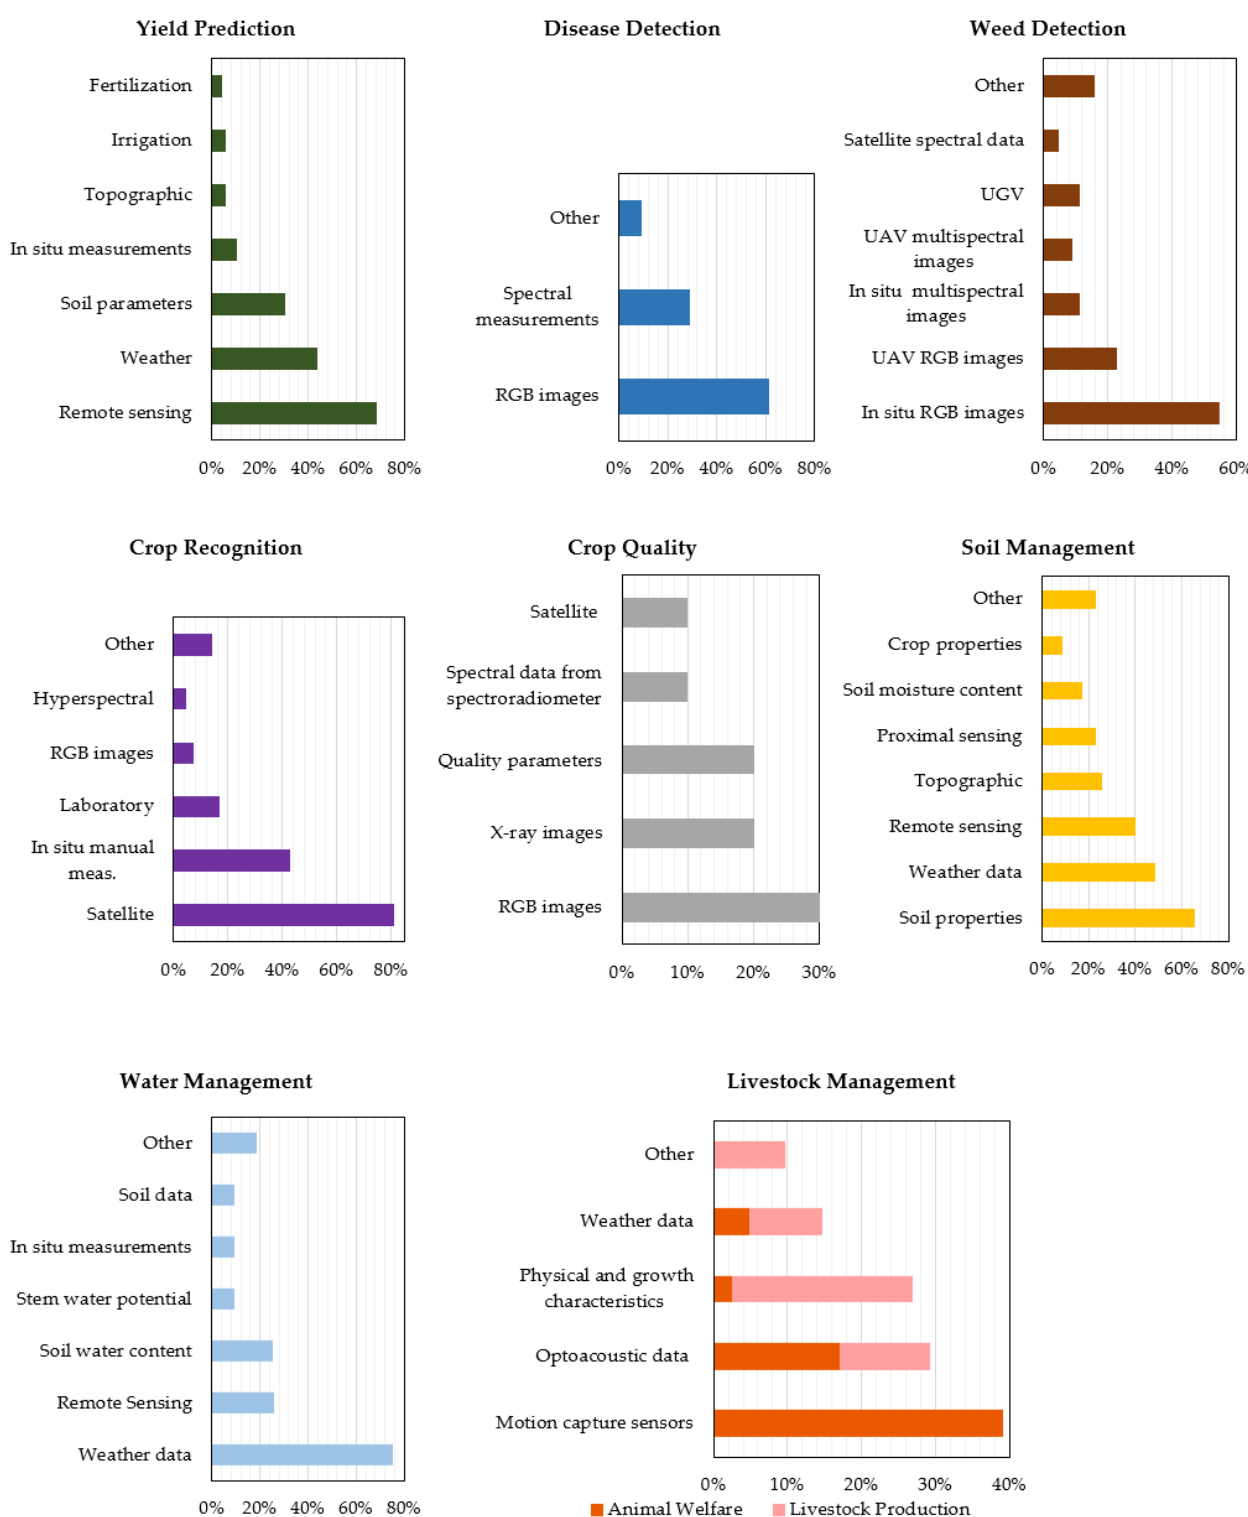 Yield Prediction
Fertilization
Irrigation
Topographic
In situ measurements
Soil parameters
Weather
Remote sensing
0% 20% 40% 60% 80%
Disease Detection
Other
Spectral
measurements
RGB images
0% 20% 40% 60% 80%
Weed Detection
Other
Satellite spectral data
UGV
UAV multispectral
images
In situ multispectral
images
UAV RGB images
In situ RGB images
0% 20% 40% 60%
Crop Recognition
Other
Hyperspectral
RGB images
Laboratory
In situ manual
meas.
Satellite
0% 20% 40% 60% 80%
Crop Quality
Satellite
Spectral data from
spectroradiometer
Quality parameters
X-ray images
RGB images
0% 10% 20% 30%
Soil Management
Other
Crop properties
Soil moisture content
Proximal sensing
Topographic
Remote sensing
Weather data
Soil properties
0% 20% 40% 60% 80%
Water Management
Other
Soil data
In situ measurements
Stem water potential
Soil water content
Remote Sensing
Weather data
0% 20% 40% 60% 80%
Livestock Management
Other
Weather data
Physical and growth
characteristics
Optoacoustic data
Motion capture sensors
0% 10% 20% 30% 40%
Animal Welfare Livestock Production